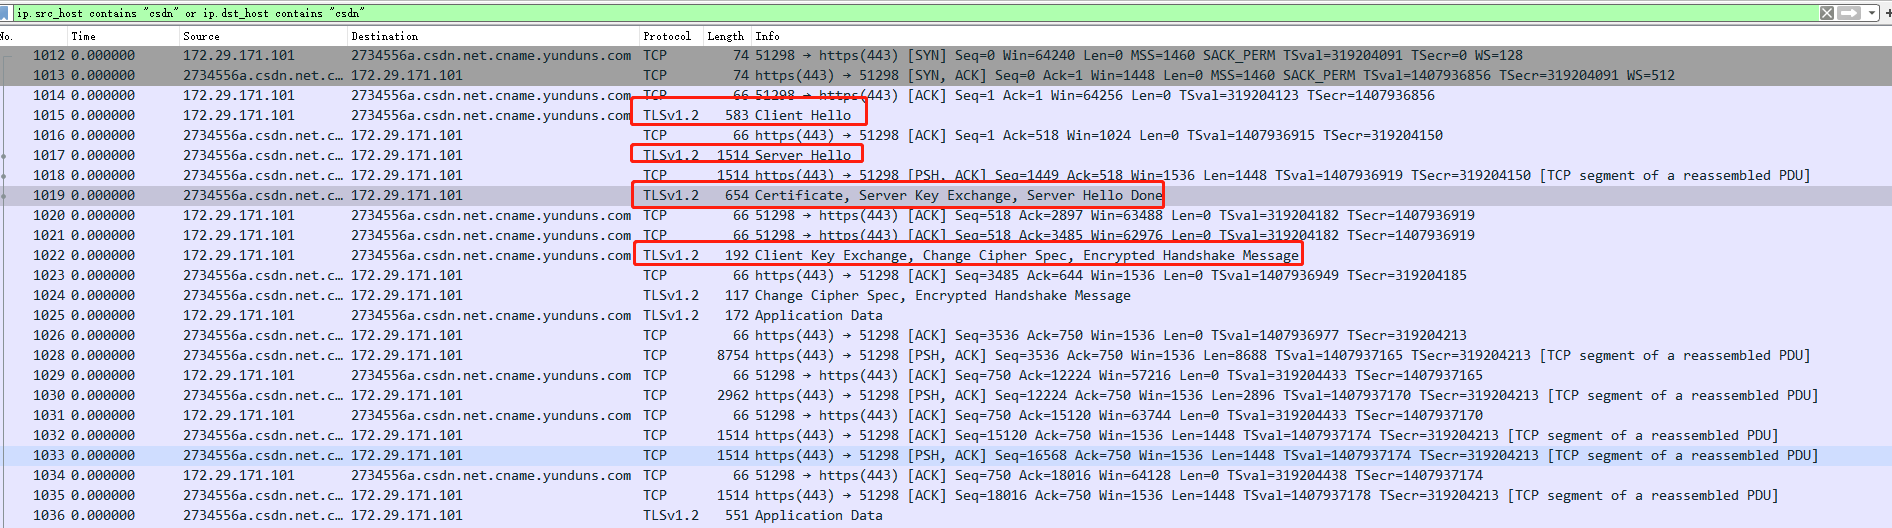 ip.src_host contains "csdn" or ip.dst_host contains "csdn"
No. Time Source Destination Protocol Length Info
1012 0.000000 172.29.171.101 2734556a.csdn.net.cname.yunduns.com TCP 74 51298 → https(443) [SYN] Seq=0 Win=64240 Len=0 MSS=1460 SACK_PERM TSval=319204091 TSecr=0 WS=128
1013 0.000000 2734556a.csdn.net.c… 172.29.171.101 TCP 74 https(443) → 51298 [SYN, ACK] Seq=0 Ack=1 Win=1448 Len=0 MSS=1460 SACK_PERM TSval=1407936856 TSecr=319204091 WS=512
1014 0.000000 172.29.171.101 2734556a.csdn.net.cname.yunduns.com TCP 66 51298 → https(443) [ACK] Seq=1 Ack=1 Win=64256 Len=0 TSval=319204123 TSecr=1407936856
1015 0.000000 172.29.171.101 2734556a.csdn.net.cname.yunduns.com TLSv1.2 583 Client Hello
1016 0.000000 2734556a.csdn.net.c… 172.29.171.101 TCP 66 https(443) → 51298 [ACK] Seq=1 Ack=518 Win=1024 Len=0 TSval=1407936915 TSecr=319204150
1017 0.000000 2734556a.csdn.net.c… 172.29.171.101 TLSv1.2 1514 Server Hello
1018 0.000000 2734556a.csdn.net.c… 172.29.171.101 TCP 1514 https(443) → 51298 [PSH, ACK] Seq=1449 Ack=518 Win=1536 Len=1448 TSval=1407936919 TSecr=319204150 [TCP segment of a reassembled PDU]
1019 0.000000 2734556a.csdn.net.c… 172.29.171.101 TLSv1.2 654 Certificate, Server Key Exchange, Server Hello Done
1020 0.000000 172.29.171.101 2734556a.csdn.net.cname.yunduns.com TCP 66 51298 → https(443) [ACK] Seq=518 Ack=2897 Win=63488 Len=0 TSval=319204182 TSecr=1407936919
1021 0.000000 172.29.171.101 2734556a.csdn.net.cname.yunduns.com TCP 66 51298 → https(443) [ACK] Seq=518 Ack=3485 Win=62976 Len=0 TSval=319204182 TSecr=1407936919
1022 0.000000 172.29.171.101 2734556a.csdn.net.cname.yunduns.com TLSv1.2 192 Client Key Exchange, Change Cipher Spec, Encrypted Handshake Message
1023 0.000000 2734556a.csdn.net.c… 172.29.171.101 TCP 66 https(443) → 51298 [ACK] Seq=3485 Ack=644 Win=1536 Len=0 TSval=1407936949 TSecr=319204185
1024 0.000000 2734556a.csdn.net.c… 172.29.171.101 TLSv1.2 117 Change Cipher Spec, Encrypted Handshake Message
1025 0.000000 172.29.171.101 2734556a.csdn.net.cname.yunduns.com TLSv1.2 172 Application Data
1026 0.000000 2734556a.csdn.net.c… 172.29.171.101 TCP 66 https(443) → 51298 [ACK] Seq=3536 Ack=750 Win=1536 Len=0 TSval=1407936977 TSecr=319204213
1028 0.000000 2734556a.csdn.net.c… 172.29.171.101 TCP 8754 https(443) → 51298 [PSH, ACK] Seq=3536 Ack=750 Win=1536 Len=8688 TSval=1407937165 TSecr=319204213 [TCP segment of a reassembled PDU]
1029 0.000000 172.29.171.101 2734556a.csdn.net.cname.yunduns.com TCP 66 51298 → https(443) [ACK] Seq=750 Ack=12224 Win=57216 Len=0 TSval=319204433 TSecr=1407937165
1030 0.000000 2734556a.csdn.net.c… 172.29.171.101 TCP 2962 https(443) → 51298 [PSH, ACK] Seq=12224 Ack=750 Win=1536 Len=2896 TSval=1407937170 TSecr=319204213 [TCP segment of a reassembled PDU]
1031 0.000000 172.29.171.101 2734556a.csdn.net.cname.yunduns.com TCP 66 51298 → https(443) [ACK] Seq=750 Ack=15120 Win=63744 Len=0 TSval=319204433 TSecr=1407937170
1032 0.000000 2734556a.csdn.net.c… 172.29.171.101 TCP 1514 https(443) → 51298 [ACK] Seq=15120 Ack=750 Win=1536 Len=1448 TSval=1407937174 TSecr=319204213 [TCP segment of a reassembled PDU]
1033 0.000000 2734556a.csdn.net.c… 172.29.171.101 TCP 1514 https(443) → 51298 [PSH, ACK] Seq=16568 Ack=750 Win=1536 Len=1448 TSval=1407937174 TSecr=319204213 [TCP segment of a reassembled PDU]
1034 0.000000 172.29.171.101 2734556a.csdn.net.cname.yunduns.com TCP 66 51298 → https(443) [ACK] Seq=750 Ack=18016 Win=64128 Len=0 TSval=319204438 TSecr=1407937174
1035 0.000000 2734556a.csdn.net.c… 172.29.171.101 TCP 1514 https(443) → 51298 [ACK] Seq=18016 Ack=750 Win=1536 Len=1448 TSval=1407937178 TSecr=319204213 [TCP segment of a reassembled PDU]
1036 0.000000 2734556a.csdn.net.c… 172.29.171.101 TLSv1.2 551 Application Data